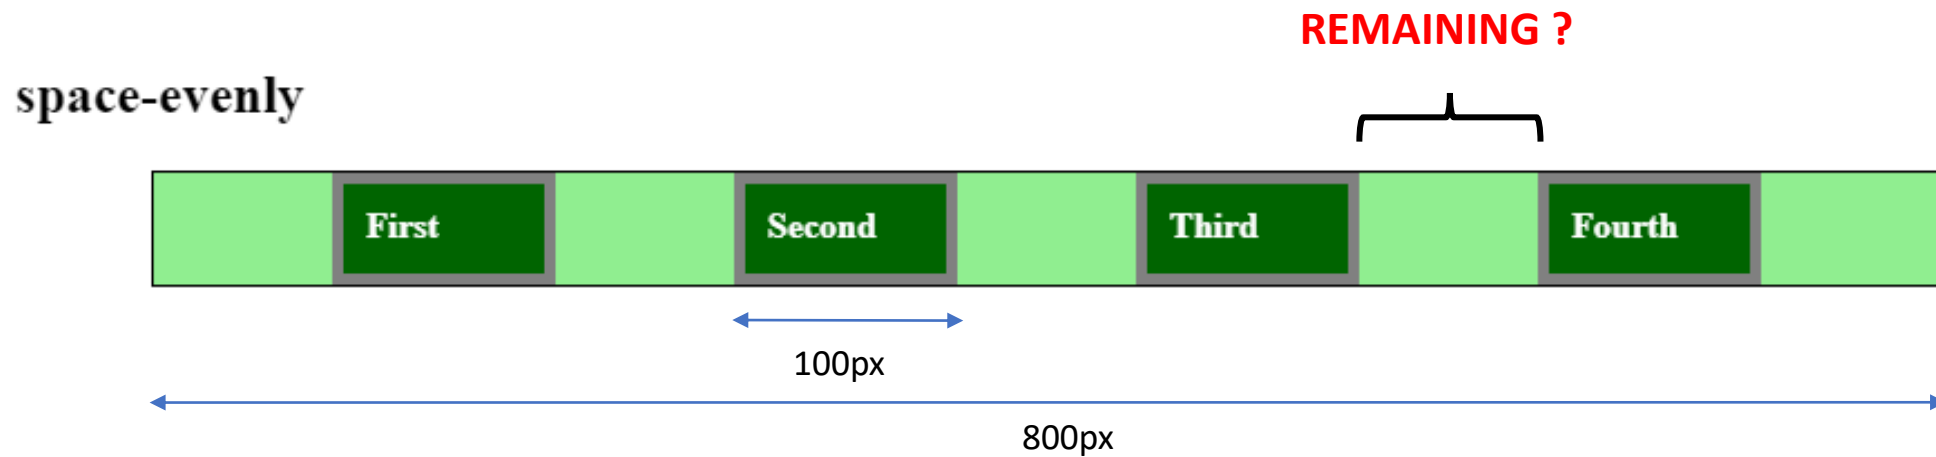 REMAINING ?
space-evenly
First Second Third Fourth
100px
800px